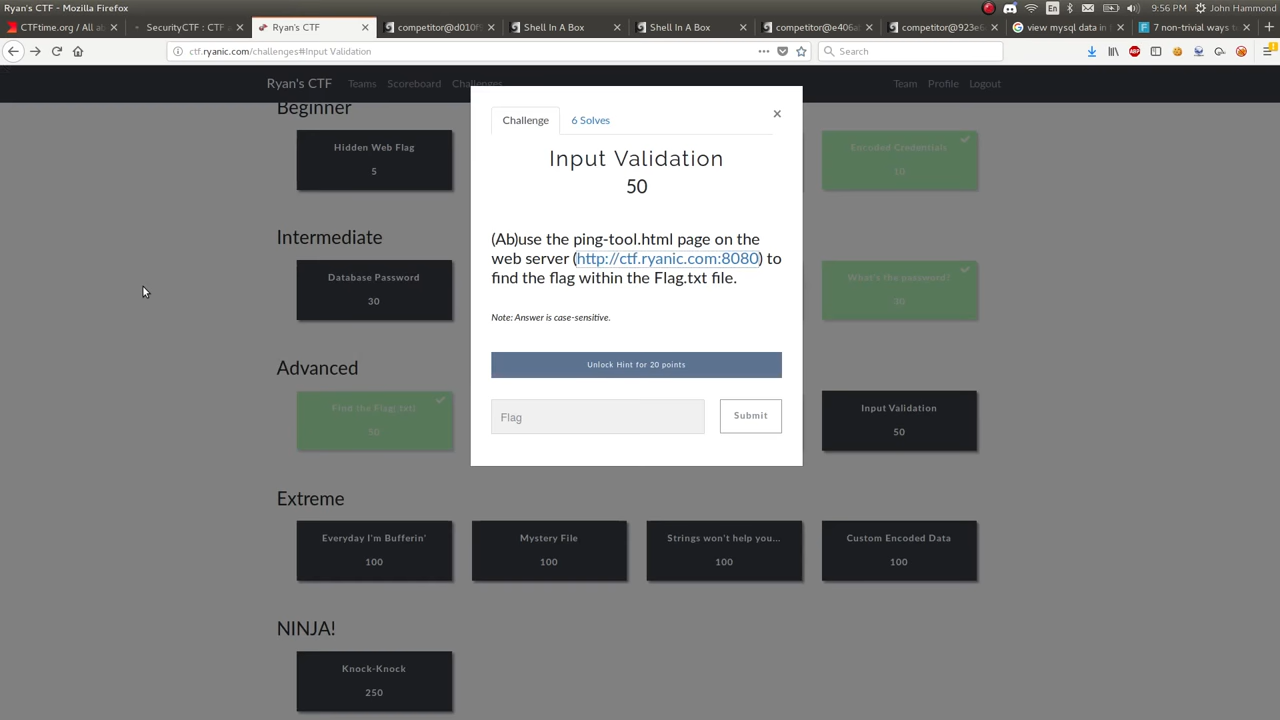 Ryan's CTF - Mozilla Firefox
En
9:56 PM
John Hammond
CTFtime.org / All ab
SecurityCTF : CTF a
Ryan's CTF
competitor@d010f
Shell In A Box
Shell In A Box
competitor@e406a
competitor@923e6
view mysql data in t
7 non-trivial ways t
ctf.ryanic.com/challenges#Input Validation
Search
Ryan's CTF
Teams
Scoreboard
Challenges
Team
Profile
Logout
Beginner
Hidden Web Flag
5
Encoded Credentials
10
Intermediate
Database Password
30
What's the password?
30
Advanced
Find the Flag!.txt!
50
Input Validation
50
Extreme
Everyday I'm Bufferin'
100
Mystery File
100
Strings won't help you...
100
Custom Encoded Data
100
NINJA!
Knock-Knock
250
Challenge
6 Solves
×
Input Validation
50
(Ab)use the ping-tool.html page on the
web server (http://ctf.ryanic.com:8080) to
find the flag within the Flag.txt file.
Note: Answer is case-sensitive.
Unlock Hint for 20 points
Flag
Submit